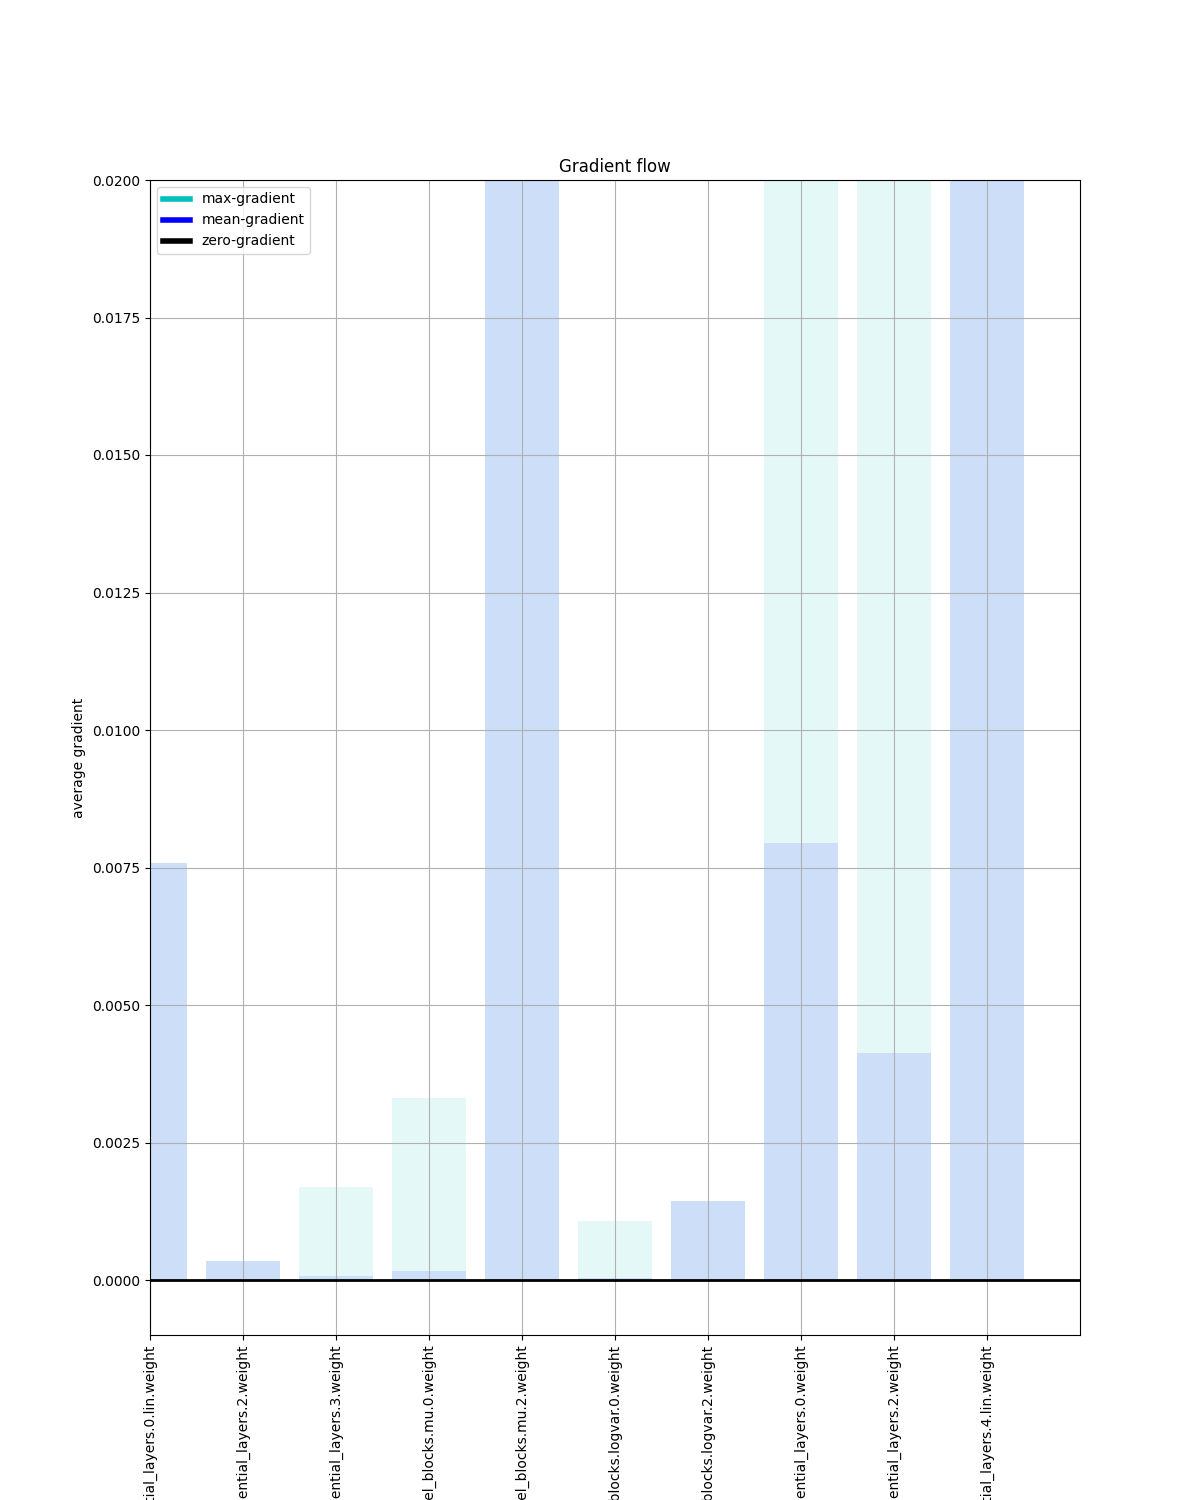 Gradient flow
max-gradient
mean-gradient
zero-gradient
0.0200
0.0175
0.0150
0.0125
0.0100
0.0075
0.0050
0.0025
0.0000
average gradient
tial_layers.0.lin.weight
ential_layers.2.weight
ential_layers.3.weight
el_blocks.mu.0.weight
el_blocks.mu.2.weight
blocks.logvar.0.weight
blocks.logvar.2.weight
ential_layers.0.weight
ential_layers.2.weight
tial_layers.4.lin.weight